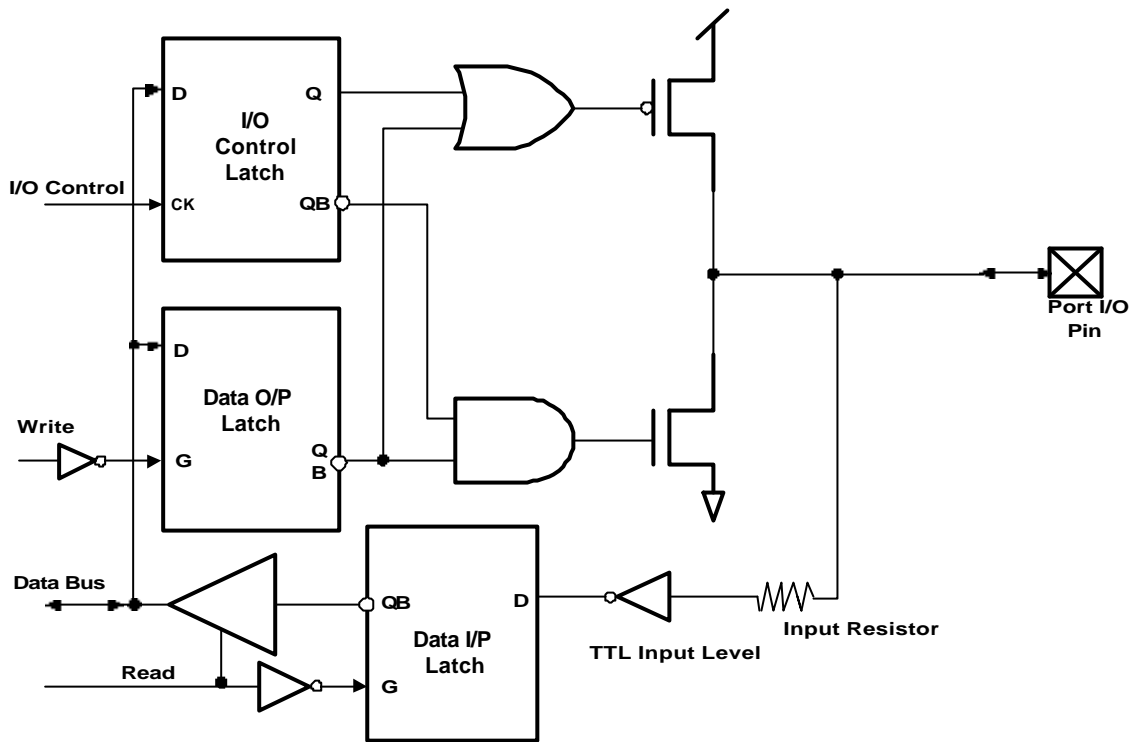 D
Q
I/O
Control
Latch
I/O Control
CK
QB
Port I/O
Pin
D
Data O/P
Latch
Write
G
Q
B
Data Bus
QB
D
Input Resistor
TTL Input Level
Data I/P
Latch
Read
G